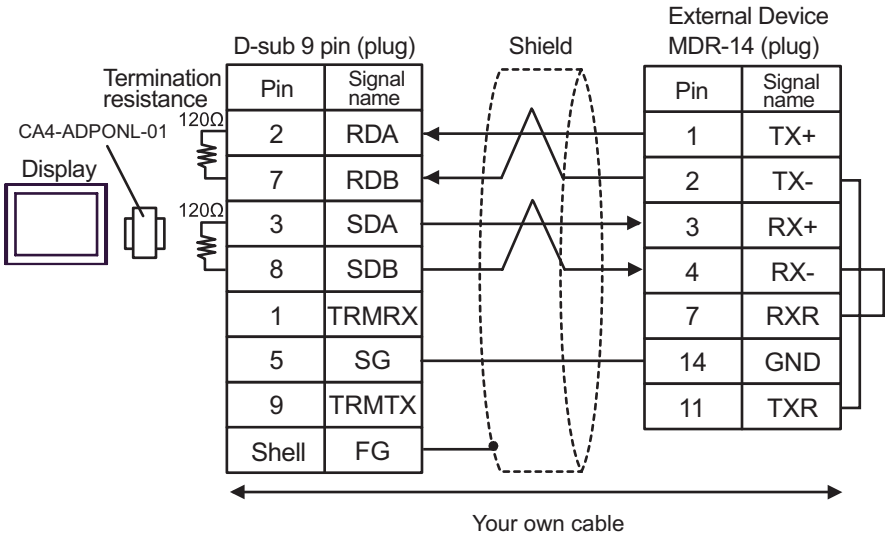 External Device
D-sub 9 pin (plug) Shield MDR-14 (plug)
Termination
resistance
CA4-ADPONL-01
Display
120Ω
120Ω
Pin Signal name
2 RDA
7 RDB
3 SDA
8 SDB
1 TRMRX
5 SG
9 TRMTX
Shell FG
Pin Signal name
1 TX+
2 TX-
3 RX+
4 RX-
7 RXR
14 GND
11 TXR
Your own cable